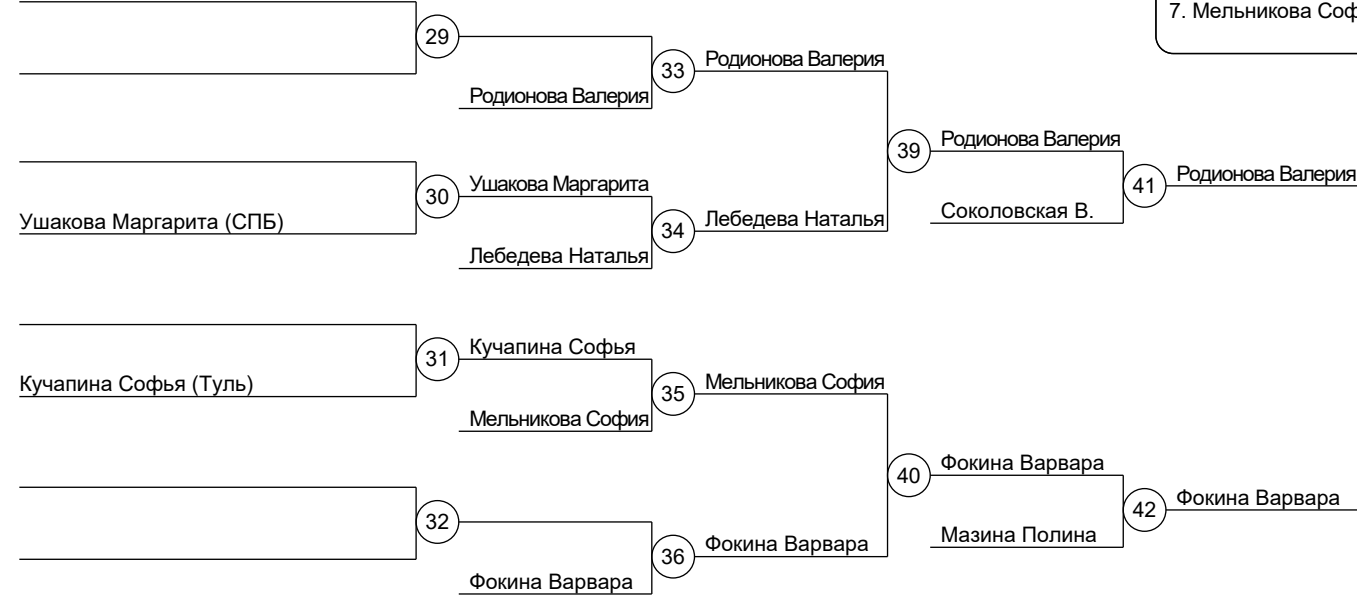 7. Мельникова Соф
29
33
Родионова Валерия
Родионова Валерия
39
Родионова Валерия
41
Родионова Валерия
30
Ушакова Маргарита
Ушакова Маргарита (СПБ)
34
Лебедева Наталья
Соколовская В.
Лебедева Наталья
31
Кучапина Софья
Кучапина Софья (Туль)
35
Мельникова София
Мельникова София
40
Фокина Варвара
42
Фокина Варвара
32
36
Фокина Варвара
Мазина Полина
Фокина Варвара